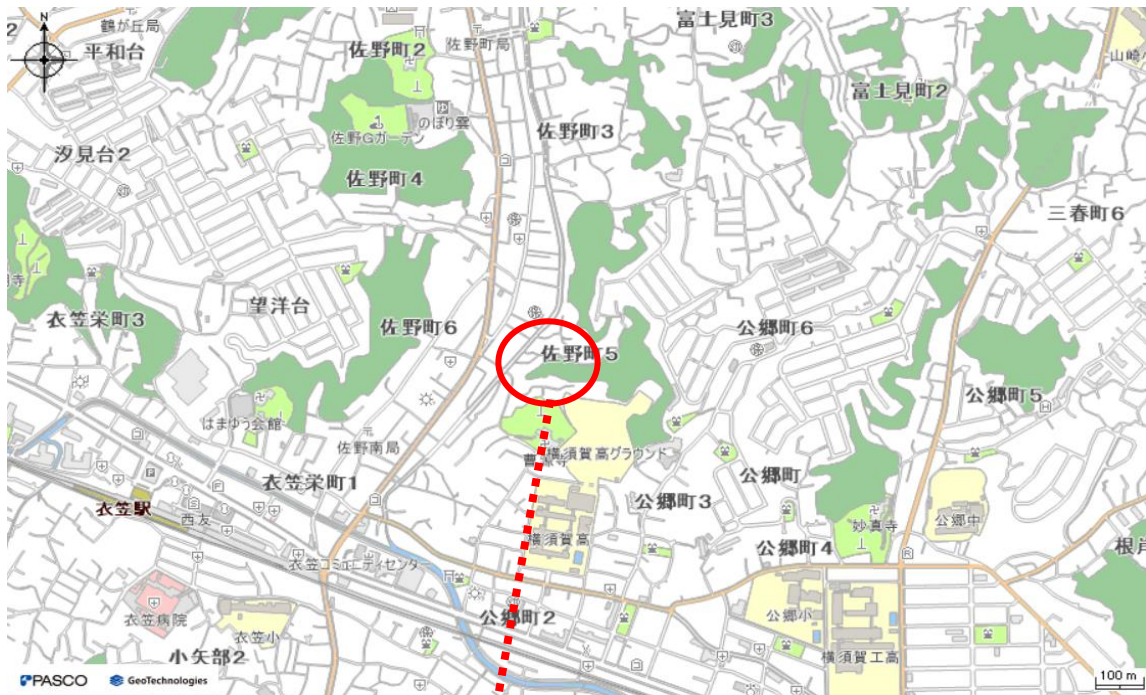 N
鶴が丘局
平和台
佐野町2
佐野町局
富士見町3
山崎小
富士見町2
のぼり雲
佐野Gガーデン
佐野町3
汐見台2
佐野町4
三春町6
望洋台
衣笠栄町3
佐野町6
佐野町5
公郷町6
公郷町5
はまゆう会館
佐野南局
横須賀高グラウンド
衣笠栄町1
公郷町
公郷町3
衣笠駅
西友
横須賀高
妙真寺
公郷中
公郷町4
衣笠コミュニティセンタ
公郷町2
公郷小
衣笠病院
衣笠小
小矢部2
横須賀工高
PASCO
GeoTechnologies
100 m